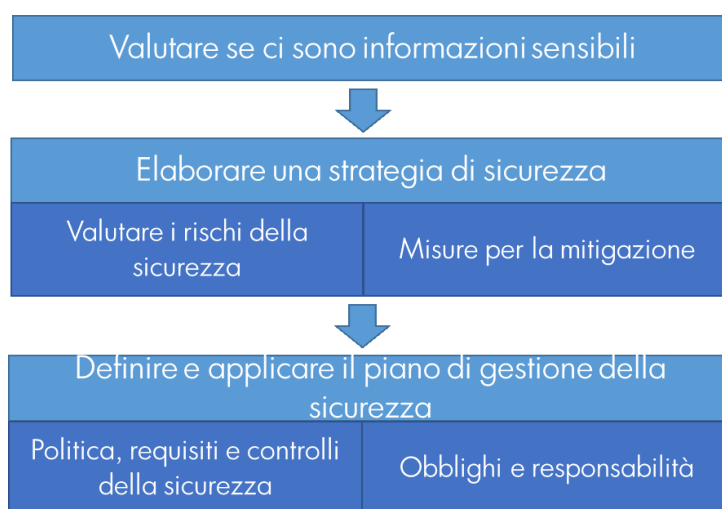 Valutare se ci sono informazioni sensibili
Elaborare una strategia di sicurezza
Valutare i rischi della
sicurezza
Misure per la mitigazione
Definire e applicare il piano di gestione della
sicurezza
Politica, requisiti e controlli
della sicurezza
Obblighi e responsabilità